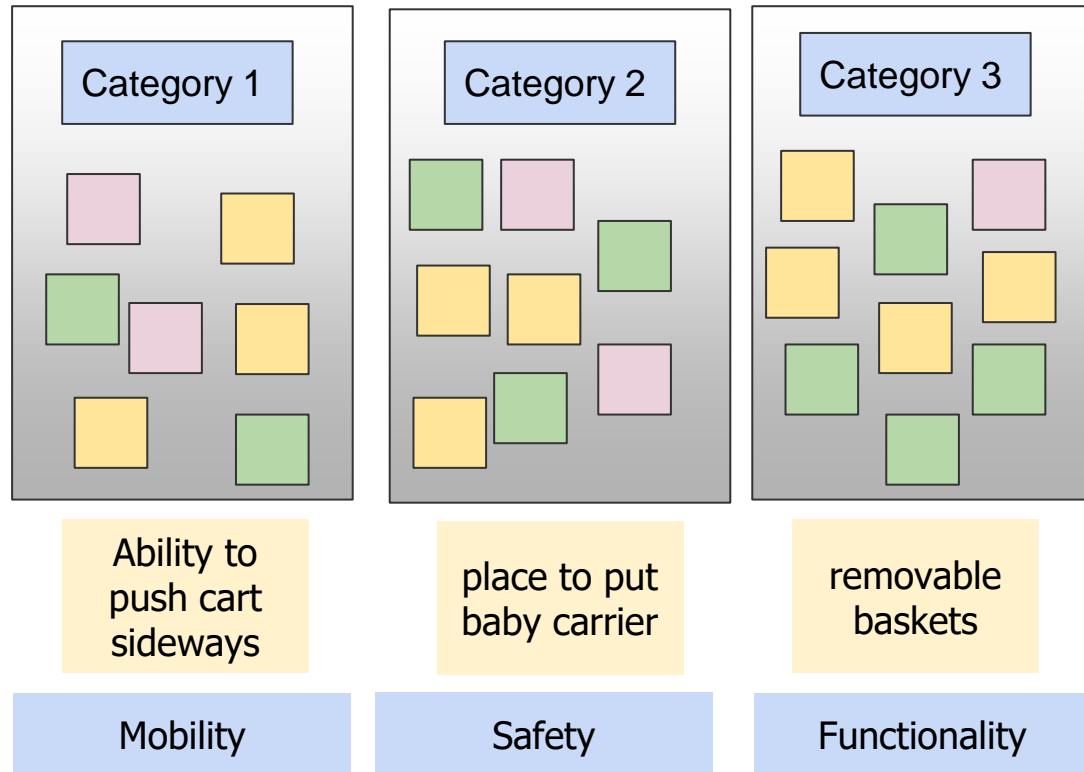 Category 1
Category 2
Category 3
Ability to
push cart
sideways
place to put
baby carrier
removable
baskets
Mobility
Safety
Functionality